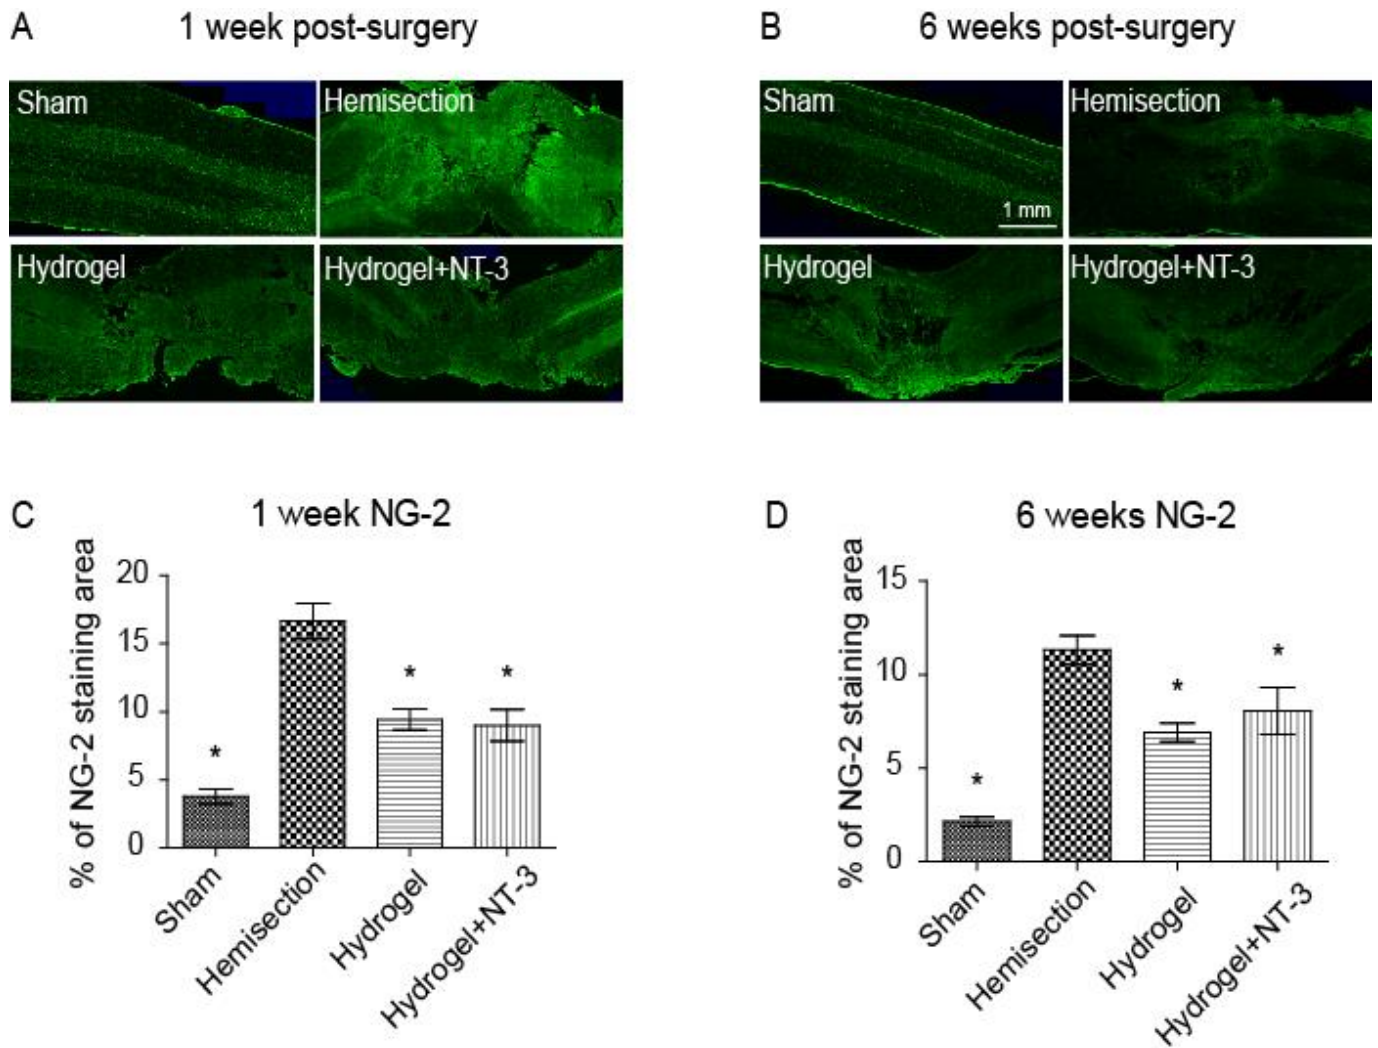 A 1 week post-surgery
B 6 weeks post-surgery
Sham
Hemisection
Hydrogel
Hydrogel+NT-3
Sham
Hemisection
1 mm
Hydrogel
Hydrogel+NT-3
C 1 week NG-2
% of NG-2 staining area
20
15
10
5
0
*
*
*
Sham
Hemisection
Hydrogel
Hydrogel+NT-3
D 6 weeks NG-2
% of NG-2 staining area
15
10
5
0
*
*
*
Sham
Hemisection
Hydrogel
Hydrogel+NT-3